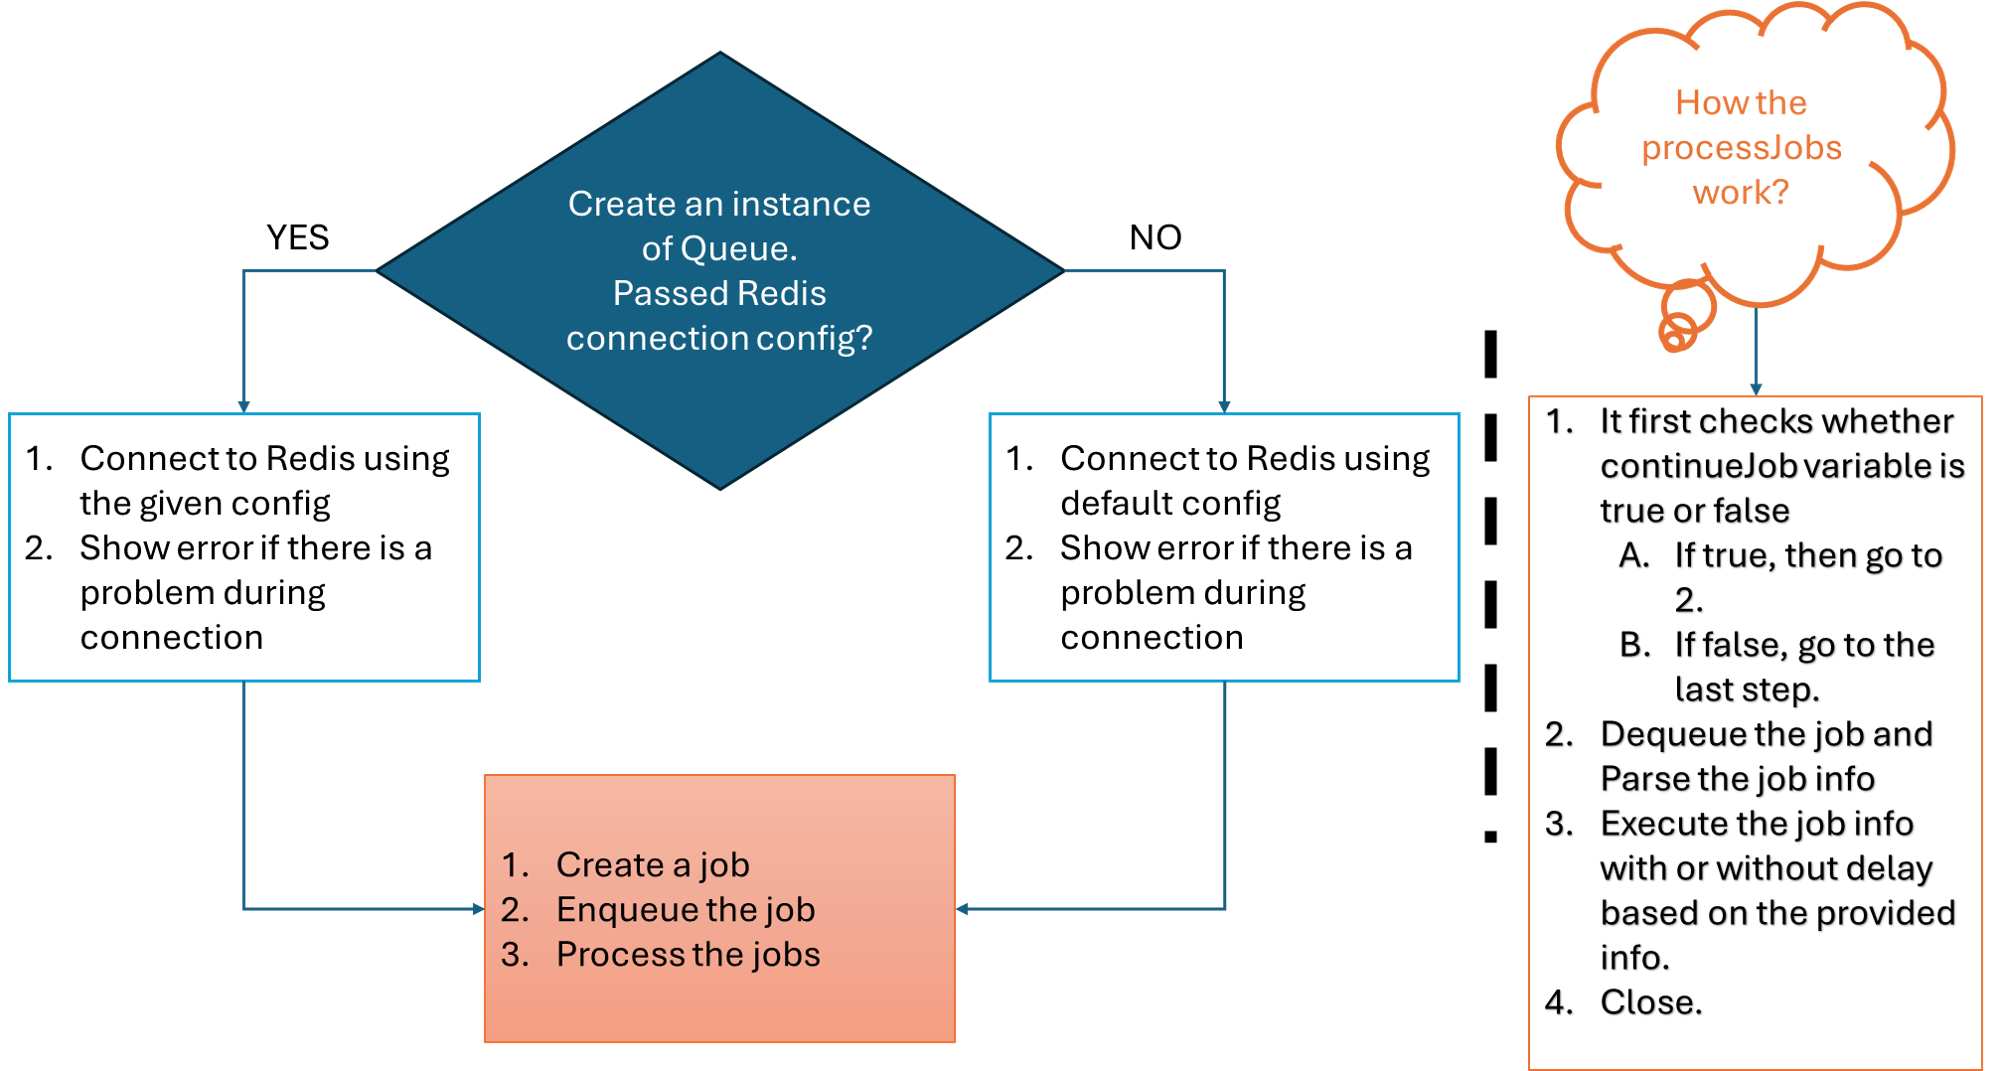 Create an instance
of Queue.
Passed Redis
connection config?
YES
NO
1. Connect to Redis using
the given config
2. Show error if there is a
problem during
connection
1. Connect to Redis using
default config
2. Show error if there is a
problem during
connection
1. Create a job
2. Enqueue the job
3. Process the jobs
How the
processJobs
work?
1. It first checks whether
continueJob variable is
true or false
A. If true, then go to
2.
B. If false, go to the
last step.
2. Dequeue the job and
Parse the job info
3. Execute the job info
with or without delay
based on the provided
info.
4. Close.